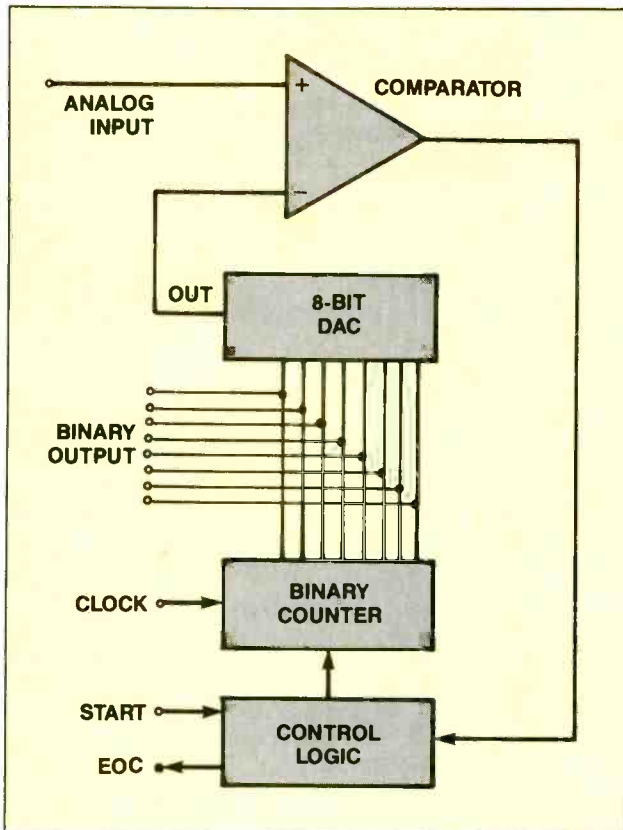 +
COMPARATOR
ANALOG
INPUT
−
OUT
8-BIT
DAC
BINARY
OUTPUT
CLOCK
BINARY
COUNTER
START
CONTROL
LOGIC
EOC